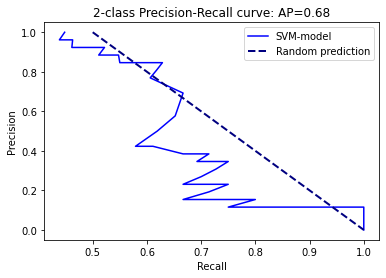 2-class Precision-Recall curve: AP=0.68
SVM-model
Random prediction
Precision
1.0
0.8
0.6
0.4
0.2
0.0
0.5
0.6
0.7
0.8
0.9
1.0
Recall